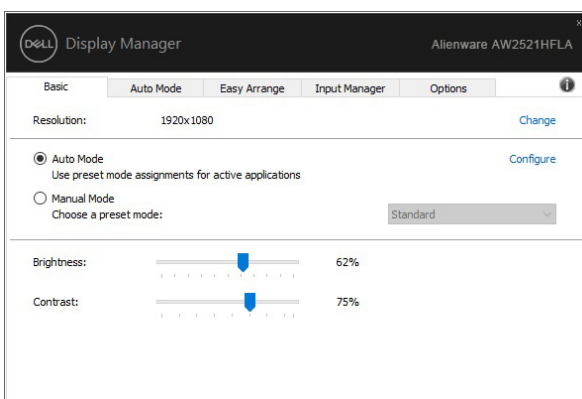 DELL Display Manager Alienware AW2521HFLA
Basic Auto Mode Easy Arrange Input Manager Options
Resolution: 1920x1080 Change
Auto Mode Configure
Use preset mode assignments for active applications
Manual Mode
Choose a preset mode: Standard
Brightness: 62%
Contrast: 75%